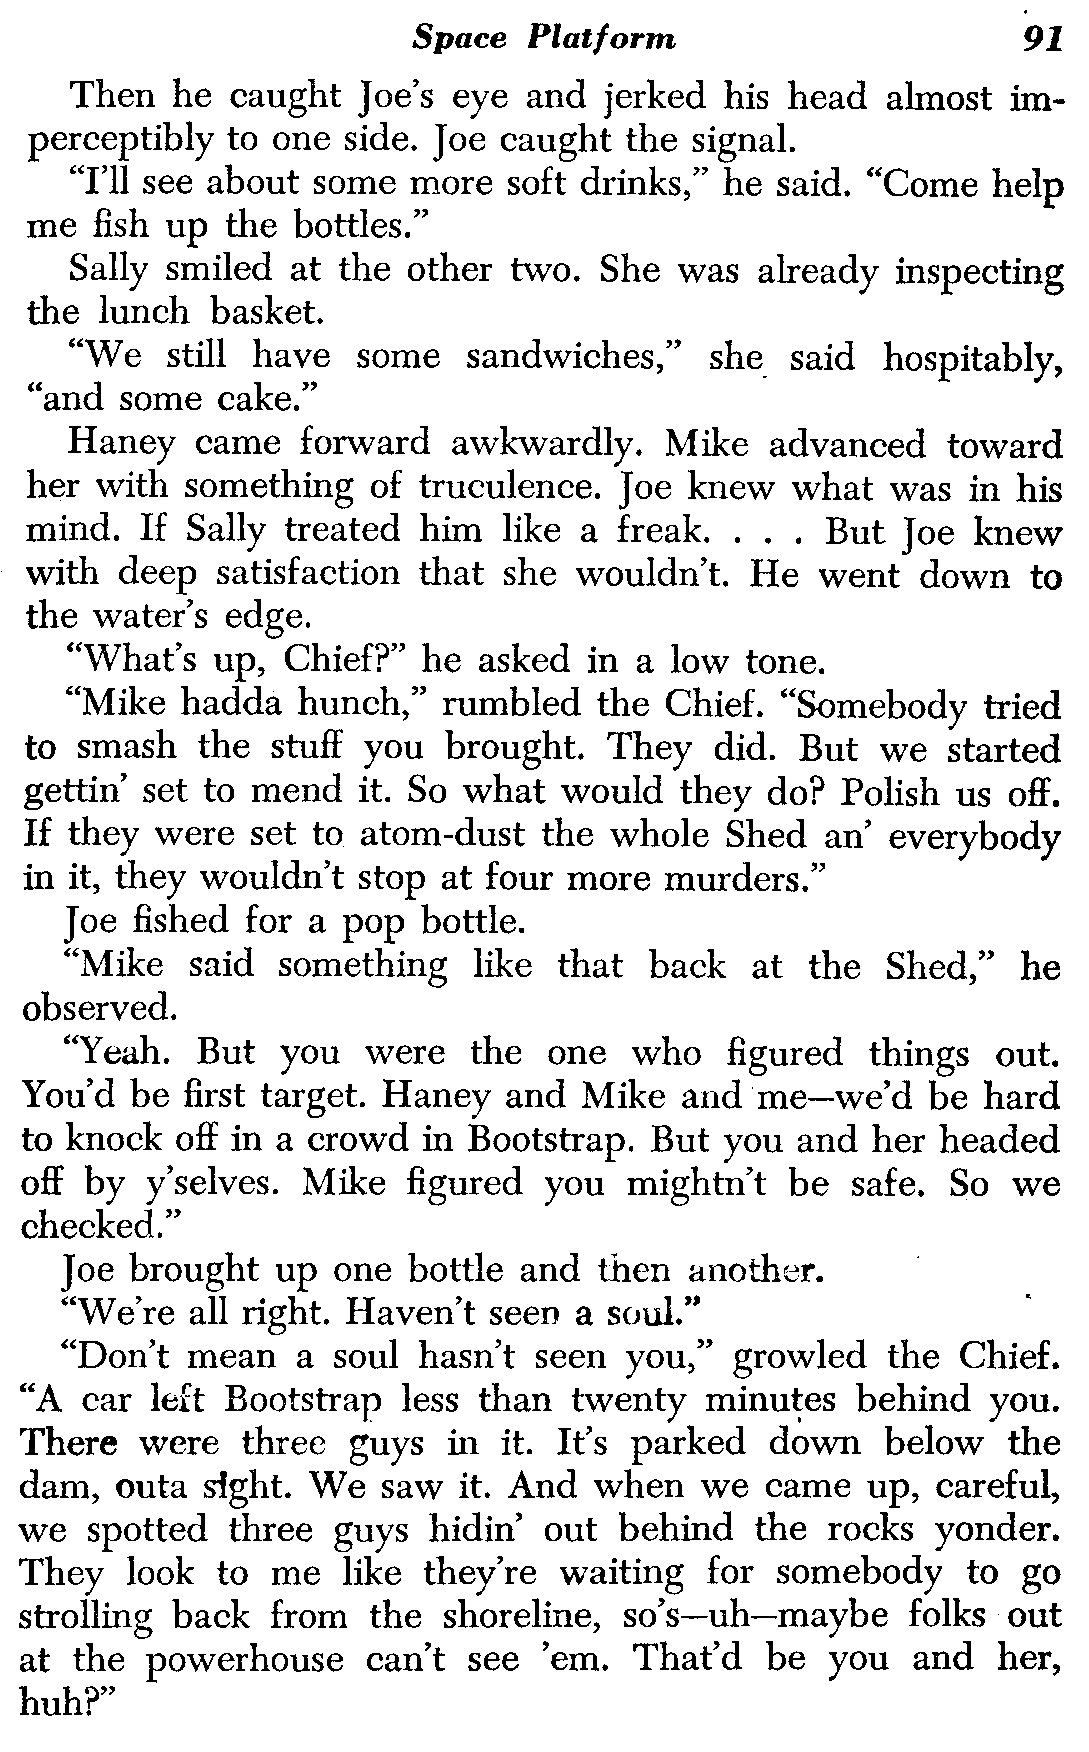 Space Platform 91
Then he caught Joe's eye and jerked his head almost im-
perceptibly to one side. Joe caught the signal.
“I'll see about some more soft drinks,” he said. “Come help
me fish up the bottles.”
Sally smiled at the other two. She was already inspecting
the lunch basket.
“We still have some sandwiches,” she said hospitably,
“and some cake.”
Haney came forward awkwardly. Mike advanced toward
her with something of truculence. Joe knew what was in his
mind. If Sally treated him like a freak. . . . But Joe knew
with deep satisfaction that she wouldn't. He went down to
the water's edge.
“What's up, Chief?” he asked in a low tone.
“Mike hadda hunch,” rumbled the Chief. “Somebody tried
to smash the stuff you brought. They did. But we started
gettin' set to mend it. So what would they do? Polish us off.
If they were set to atom-dust the whole Shed an' everybody
in it, they wouldn't stop at four more murders.”
Joe fished for a pop bottle.
“Mike said something like that back at the Shed,” he
observed.
“Yeah. But you were the one who figured things out.
You'd be first target. Haney and Mike and me—we'd be hard
to knock off in a crowd in Bootstrap. But you and her headed
off by y'selves. Mike figured you mightn't be safe. So we
checked.”
Joe brought up one bottle and then another.
“We're all right. Haven't seen a soul.”
“Don't mean a soul hasn't seen you,” growled the Chief.
“A car left Bootstrap less than twenty minutes behind you.
There were three guys in it. It's parked down below the
dam, outa sight. We saw it. And when we came up, careful,
we spotted three guys hidin' out behind the rocks yonder.
They look to me like they're waiting for somebody to go
strolling back from the shoreline, so's—uh—maybe folks out
at the powerhouse can't see 'em. That'd be you and her,
huh?”